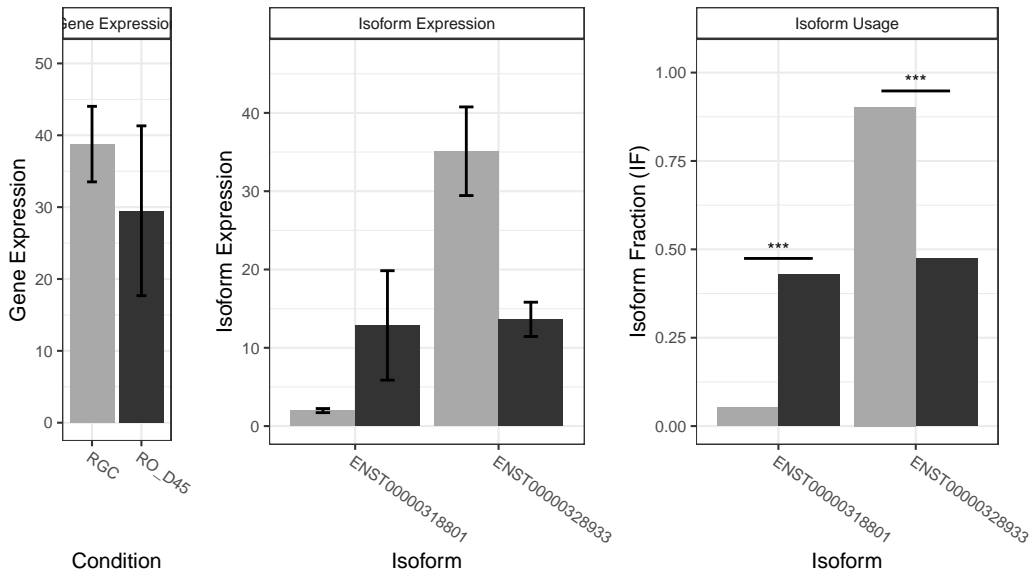 Gene Expression
Gene Expression
50
40
30
20
10
0
RGC
RO_D45
Condition
Isoform Expression
Isoform Expression
40
30
20
10
0
ENST00000318801
ENST00000328933
Isoform
Isoform Usage
Isoform Fraction (IF)
1.00
0.75
0.50
0.25
0.00
***
***
ENST00000318801
ENST00000328933
Isoform